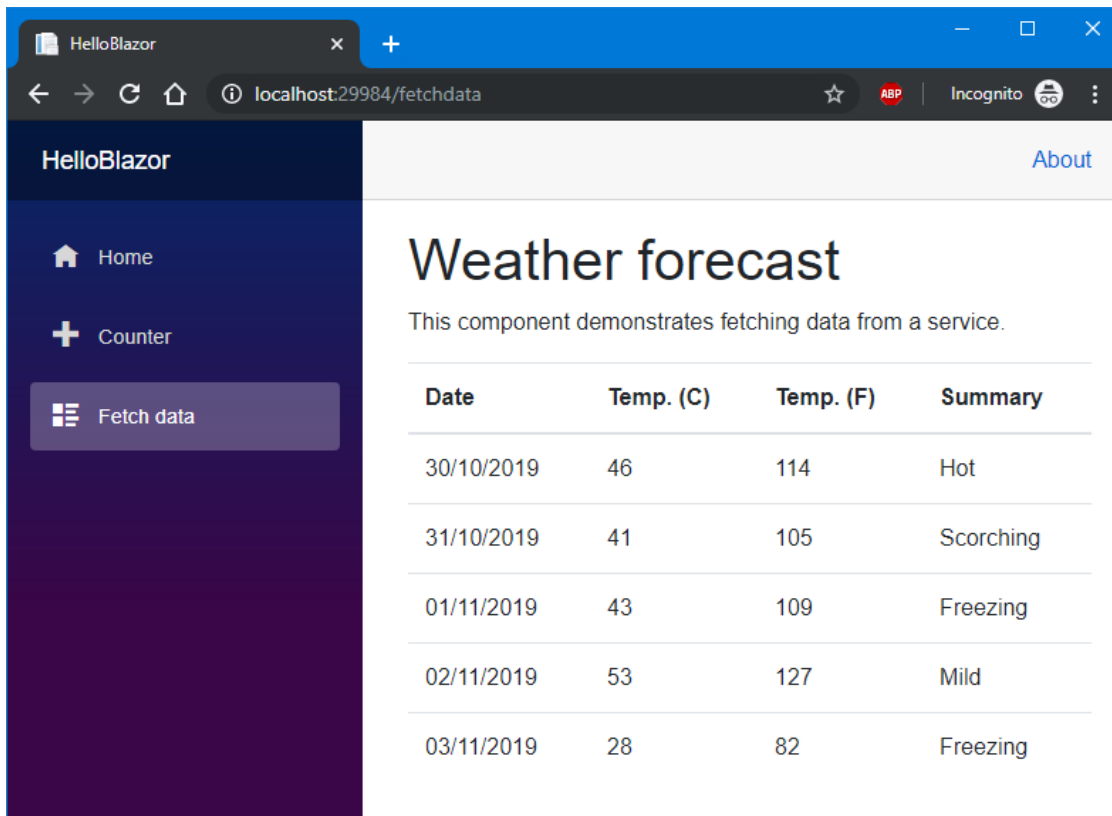 HelloBlazor
localhost:29984/fetchdata
ABP
Incognito
HelloBlazor
About
Home
Counter
Fetch data
Weather forecast
This component demonstrates fetching data from a service.
Date Temp. (C) Temp. (F) Summary
30/10/2019 46 114 Hot
31/10/2019 41 105 Scorching
01/11/2019 43 109 Freezing
02/11/2019 53 127 Mild
03/11/2019 28 82 Freezing